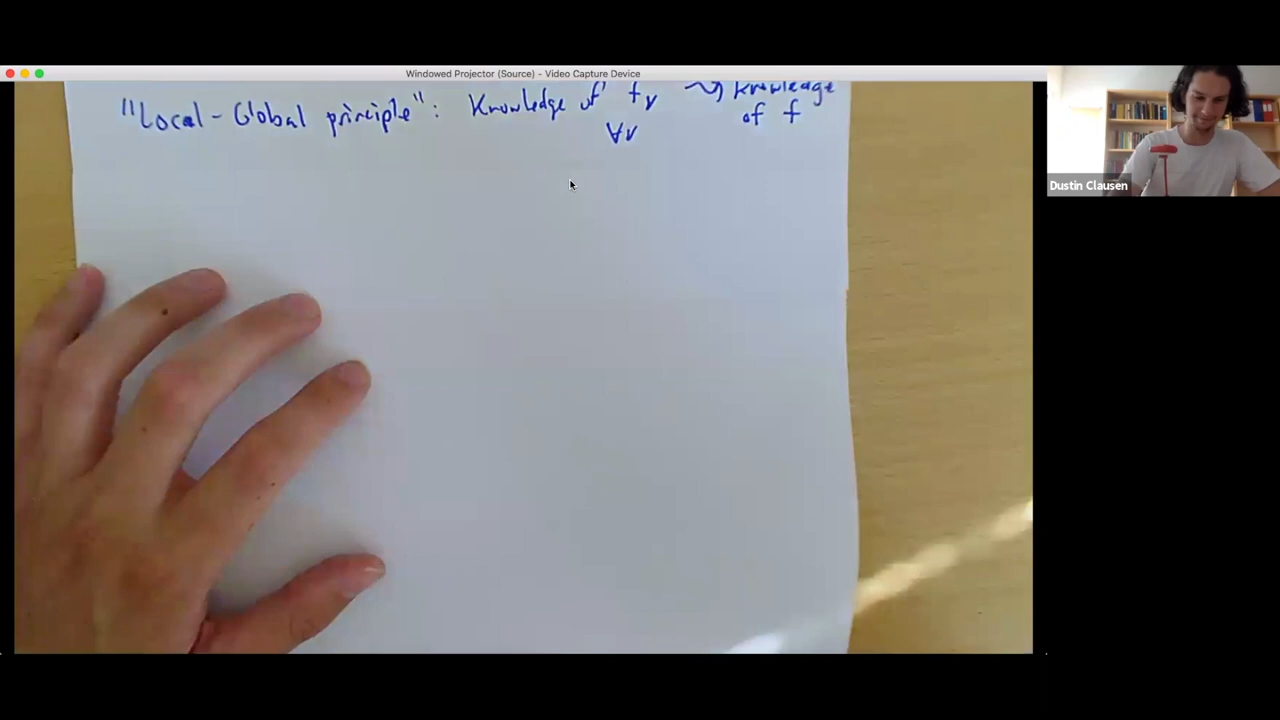 Windowed Projector (Source) - Video Capture Device
"Local-Global principle": Knowledge of f_v ⇝ knowledge
∀v of f
Dustin Clausen